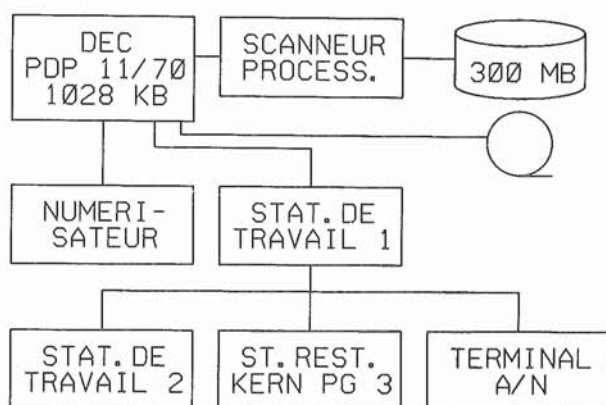 DEC
PDP 11/70
1028 KB
SCANNEUR
PROCESS.
300 MB
NUMERI-
SATEUR
STAT. DE
TRAVAIL 1
STAT. DE
TRAVAIL 2
ST. REST.
KERN PG 3
TERMINAL
A/N